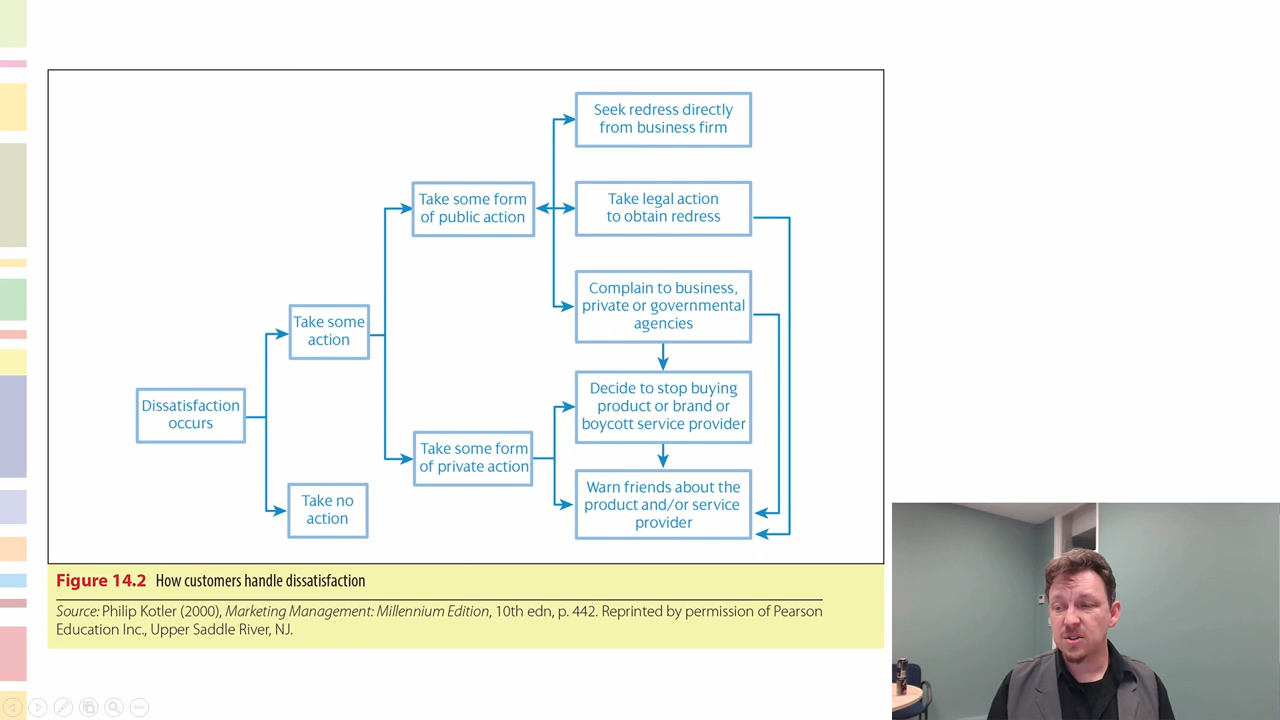 Seek redress directly
from business firm
Take some form
of public action
Take legal action
to obtain redress
Complain to business,
private or governmental
agencies
Take some
action
Dissatisfaction
occurs
Decide to stop buying
product or brand or
boycott service provider
Take some form
of private action
Take no
action
Warn friends about the
product and/or service
provider
Figure 14.2 How customers handle dissatisfaction
Source: Philip Kotler (2000), Marketing Management: Millennium Edition, 10th edn, p. 442. Reprinted by permission of Pearson
Education Inc., Upper Saddle River, NJ.